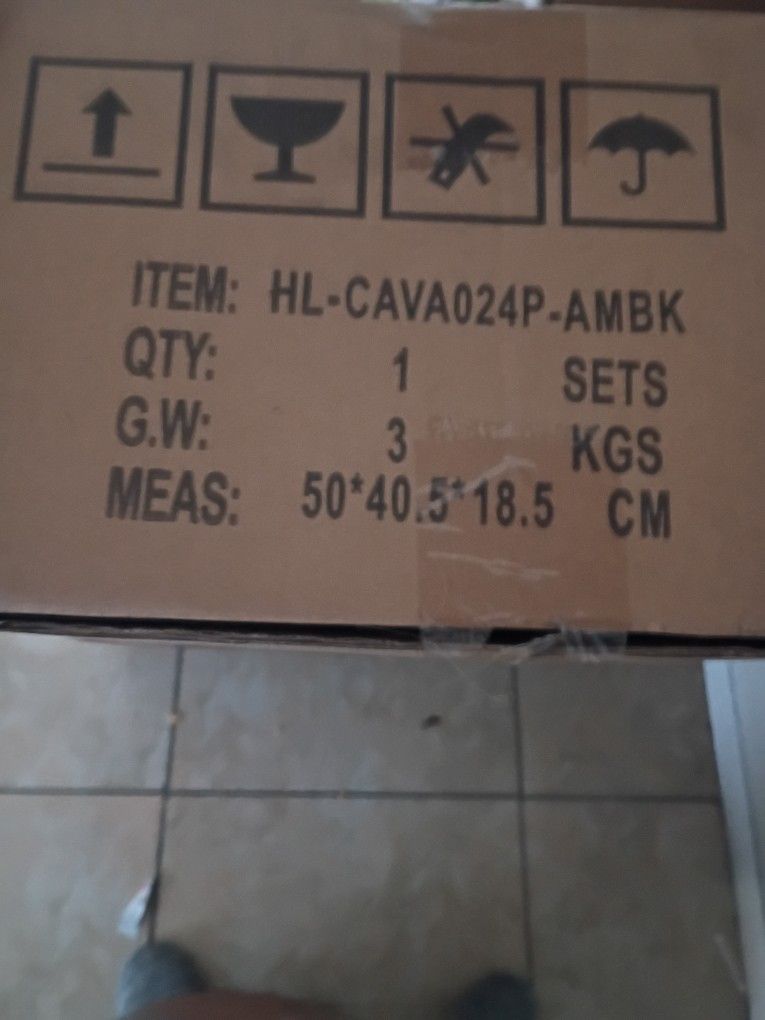 ITEM: HL-CAVA024P-AMBK
QTY: 1 SETS
G.W: 3 KGS
MEAS: 50*40.5*18.5 CM